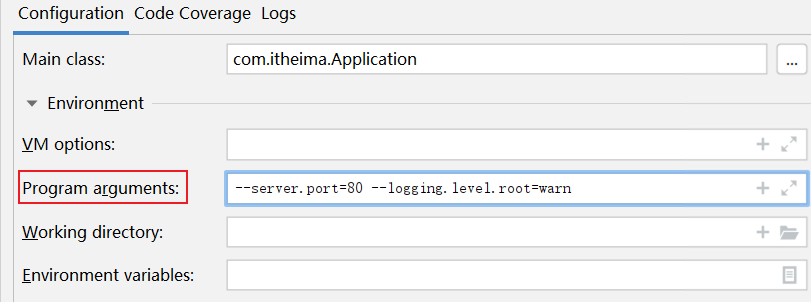 Configuration Code Coverage Logs
Main class: com.itheima.Application ...
Environment
VM options:
Program arguments: --server.port=80 --logging.level.root=warn
Working directory:
Environment variables: